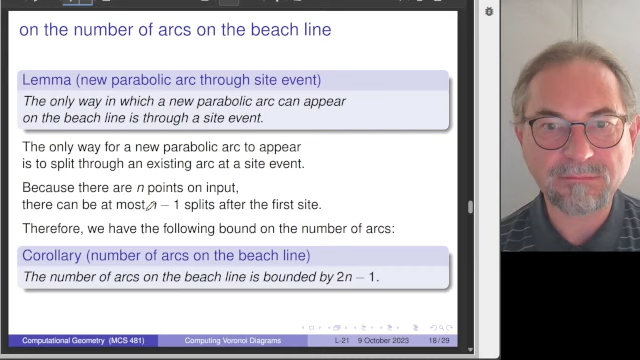 on the number of arcs on the beach line
Lemma (new parabolic arc through site event)
The only way in which a new parabolic arc can appear
on the beach line is through a site event.
The only way for a new parabolic arc to appear
is to split through an existing arc at a site event.
Because there are n points on input,
there can be at most n − 1 splits after the first site.
Therefore, we have the following bound on the number of arcs:
Corollary (number of arcs on the beach line)
The number of arcs on the beach line is bounded by 2n − 1.
Computational Geometry (MCS 481) Computing Voronoi Diagrams L-21 9 October 2023 18 / 29